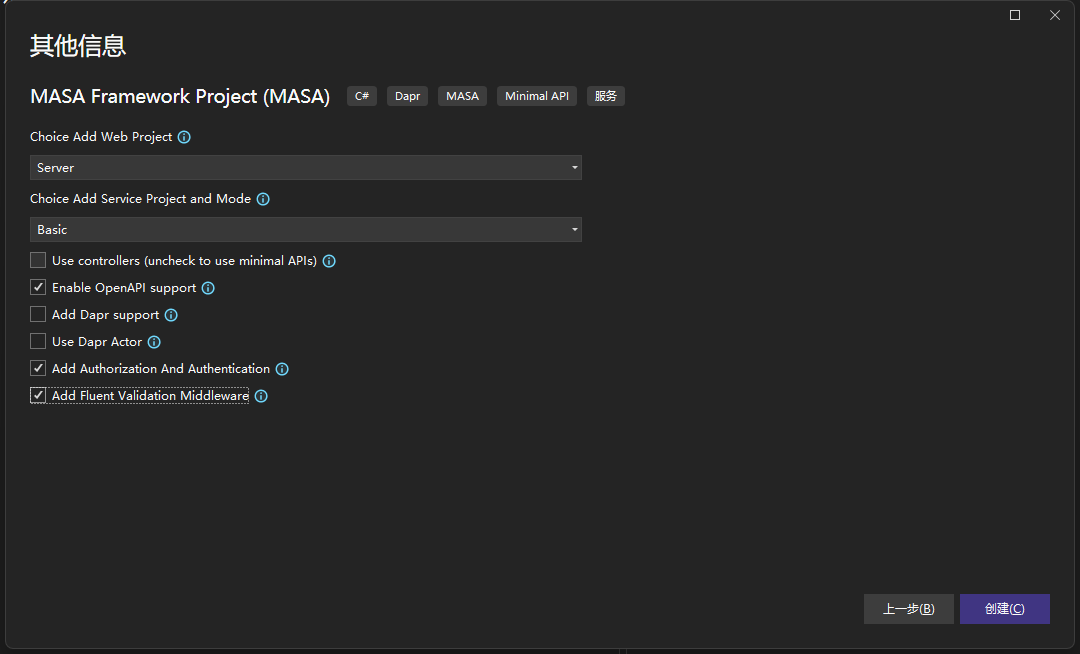 其他信息
MASA Framework Project (MASA) C# Dapr MASA Minimal API 服务
Choice Add Web Project
Server
Choice Add Service Project and Mode
Basic
Use controllers (uncheck to use minimal APIs)
Enable OpenAPI support
Add Dapr support
Use Dapr Actor
Add Authorization And Authentication
Add Fluent Validation Middleware
上一步(B) 创建(C)